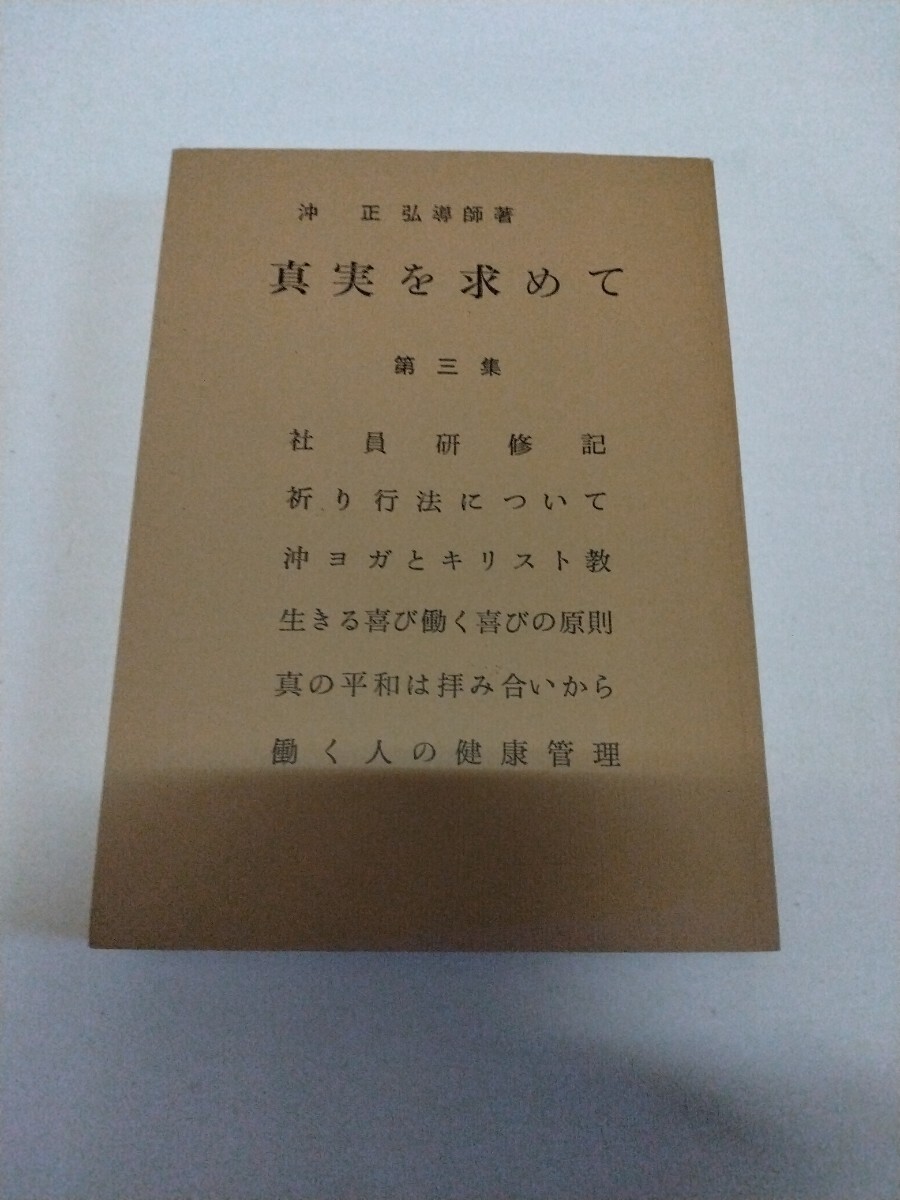 沖 正弘導師著
真実を求めて
第三集
社員研修記
祈り行法について
沖ヨガとキリスト教
生きる喜び働く喜びの原則
真の平和は拝み合いから
働く人の健康管理